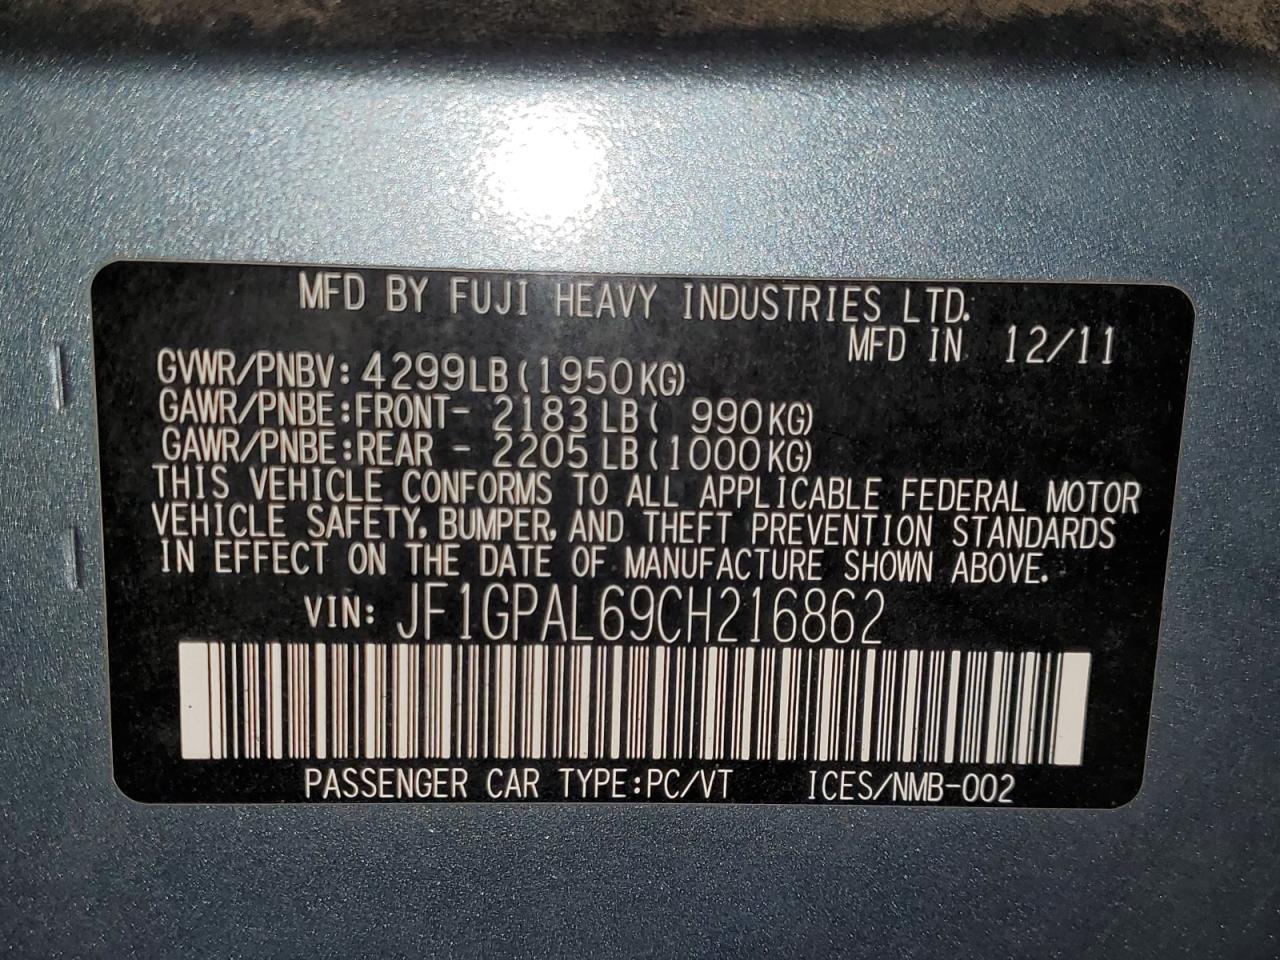 MFD BY FUJI HEAVY INDUSTRIES LTD.
MFD IN 12/11
GVWR/PNBV: 4299LB (1950KG)
GAWR/PNBE:FRONT- 2183 LB ( 990KG)
GAWR/PNBE:REAR - 2205 LB (1000KG)
THIS VEHICLE CONFORMS TO ALL APPLICABLE FEDERAL MOTOR
VEHICLE SAFETY, BUMPER, AND THEFT PREVENTION STANDARDS
IN EFFECT ON THE DATE OF MANUFACTURE SHOWN ABOVE.
VIN: JF1GPAL69CH216862
PASSENGER CAR TYPE:PC/VT ICES/NMB-002